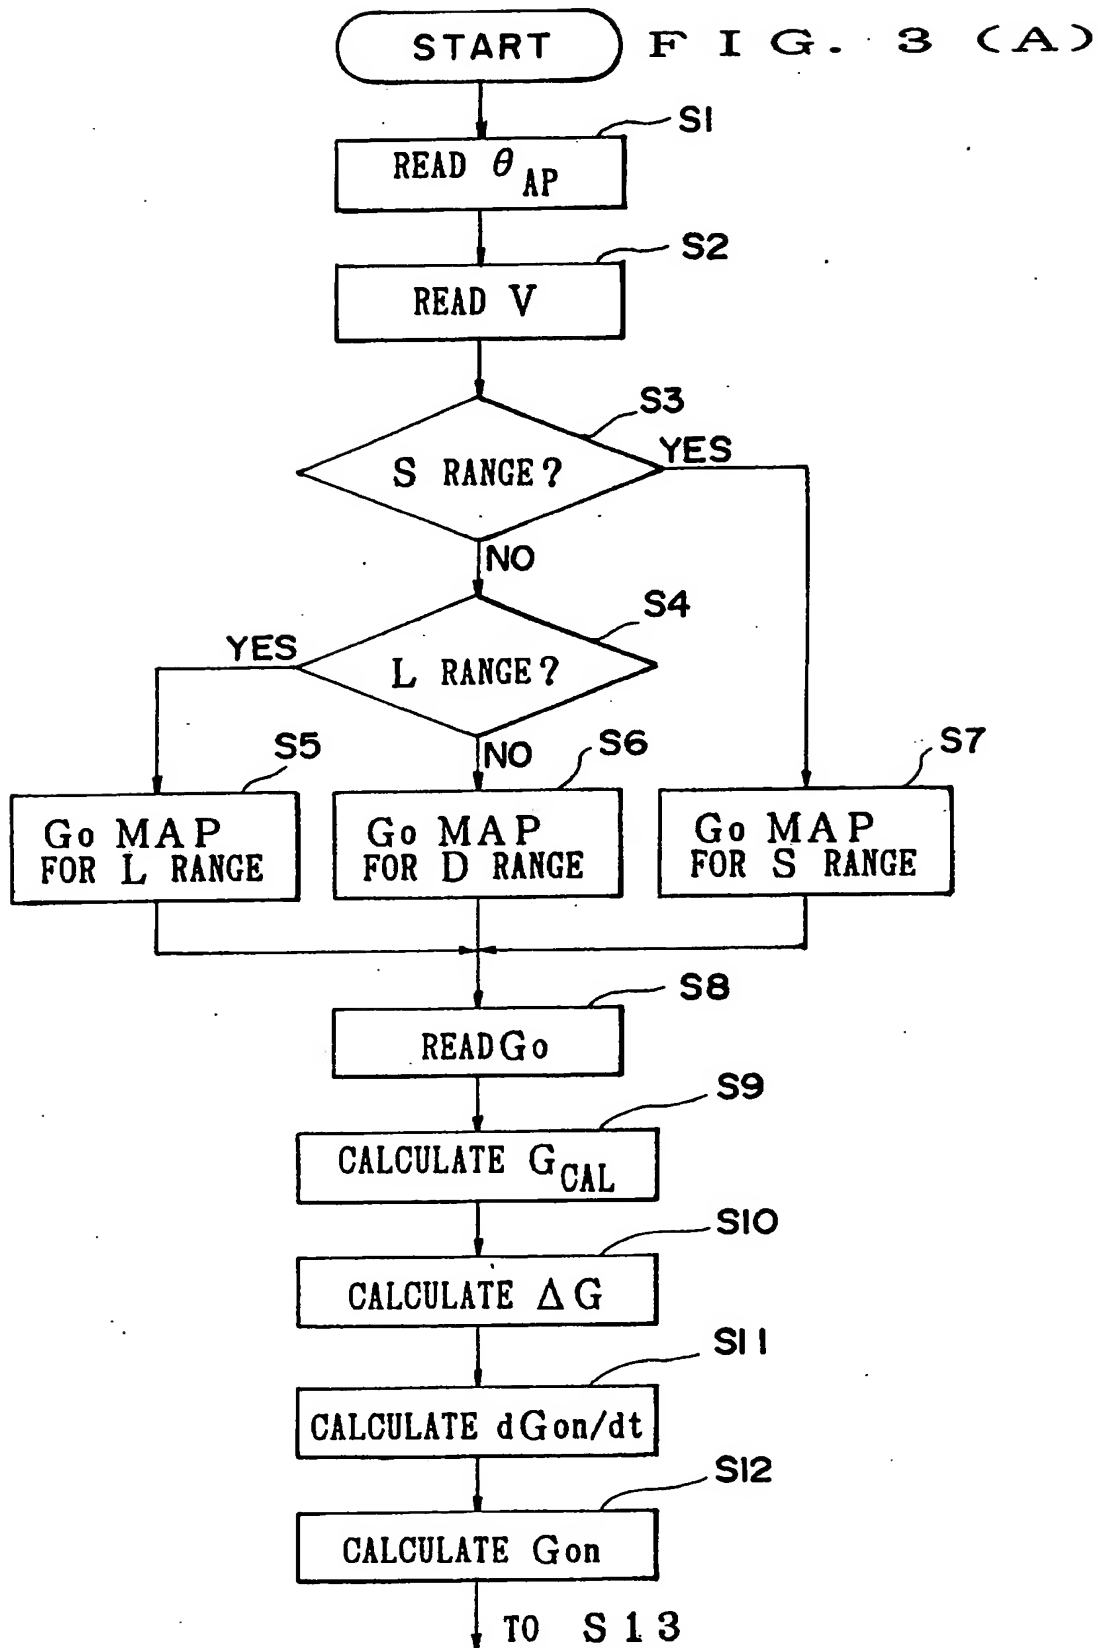 START
F I G. 3 (A)
S1
READ θAP
S2
READ V
S3
S RANGE?
YES
NO
S4
L RANGE?
YES
NO
S5
S6
S7
Go MAP
FOR L RANGE
Go MAP
FOR D RANGE
Go MAP
FOR S RANGE
S8
READ Go
S9
CALCULATE GCAL
S10
CALCULATE ΔG
S11
CALCULATE dGon/dt
S12
CALCULATE Gon
TO S13